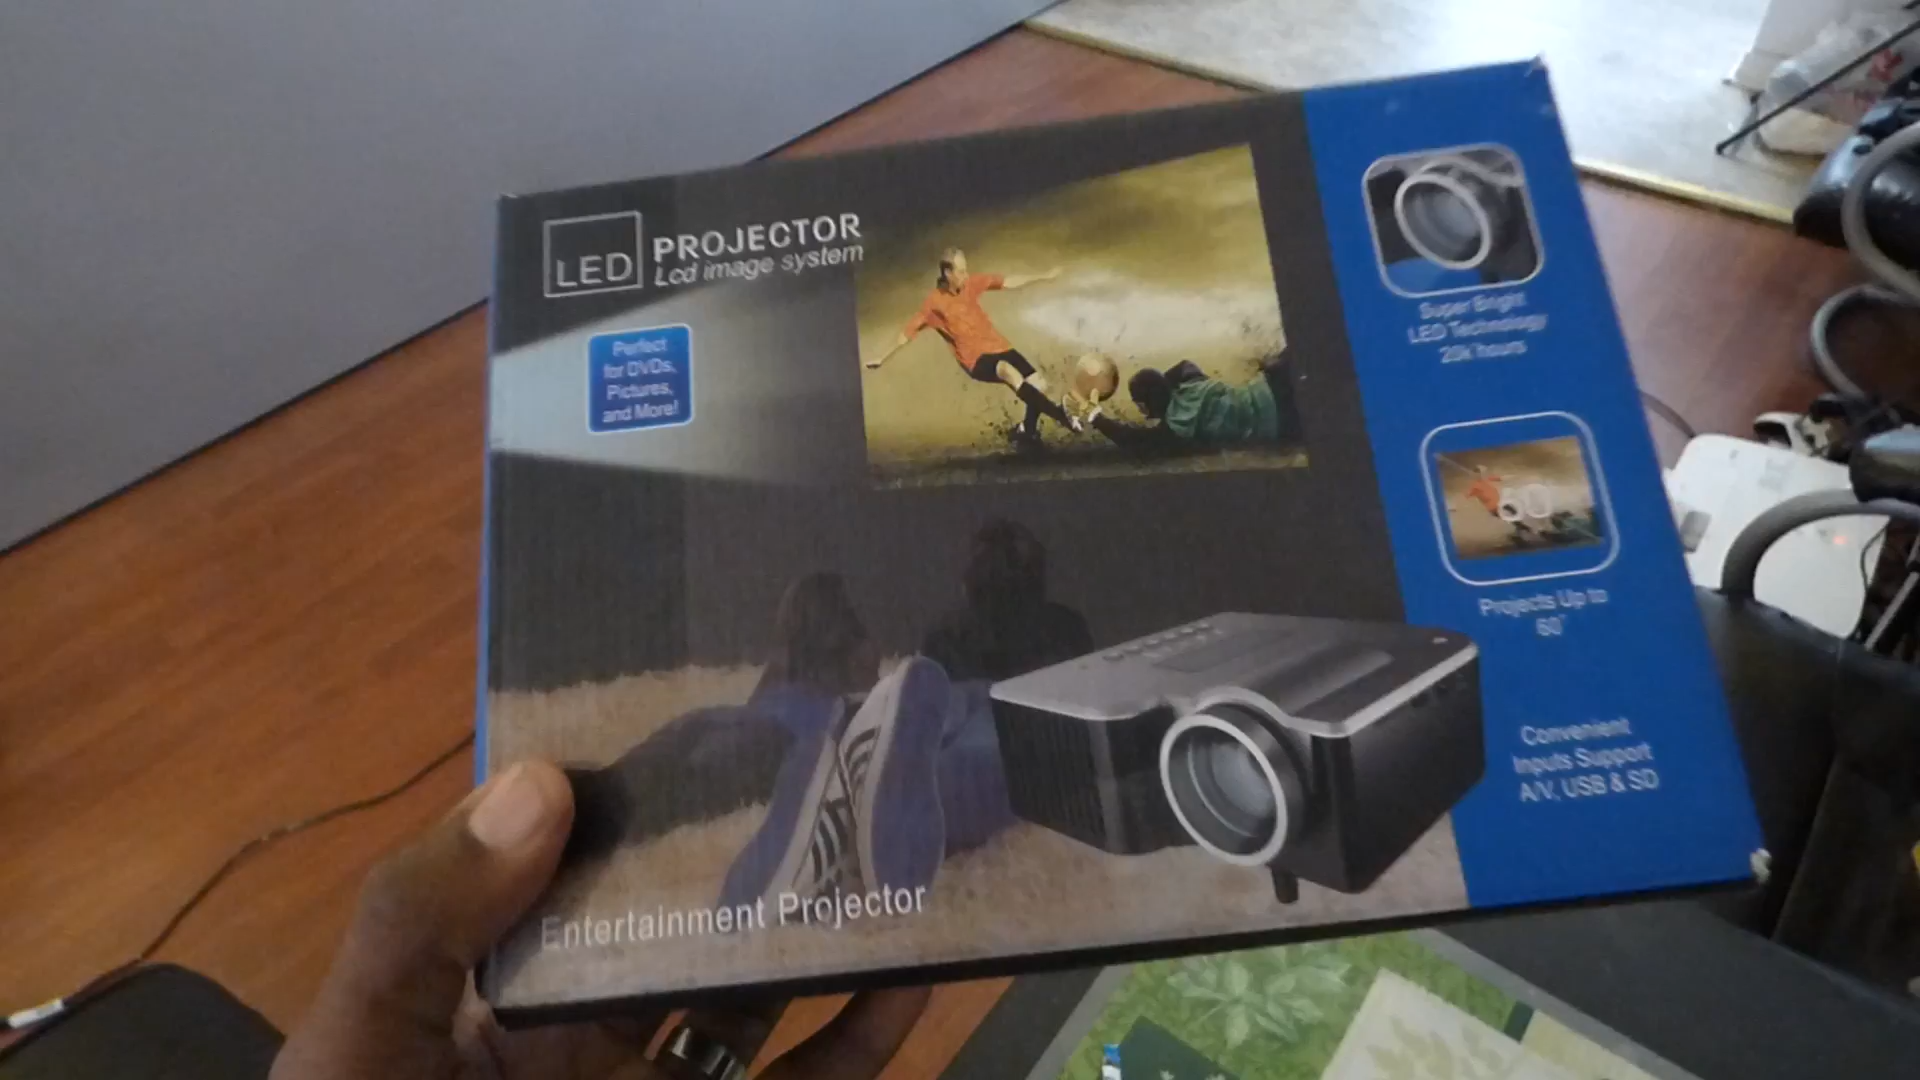 LED
PROJECTOR
Lcd image system
Perfect
for DVDs,
Pictures,
and More!
Super Bright
LED Technology
20k hours
60
Projects Up to
60"
Convenient
Inputs Support
A/V, USB & SD
Entertainment Projector